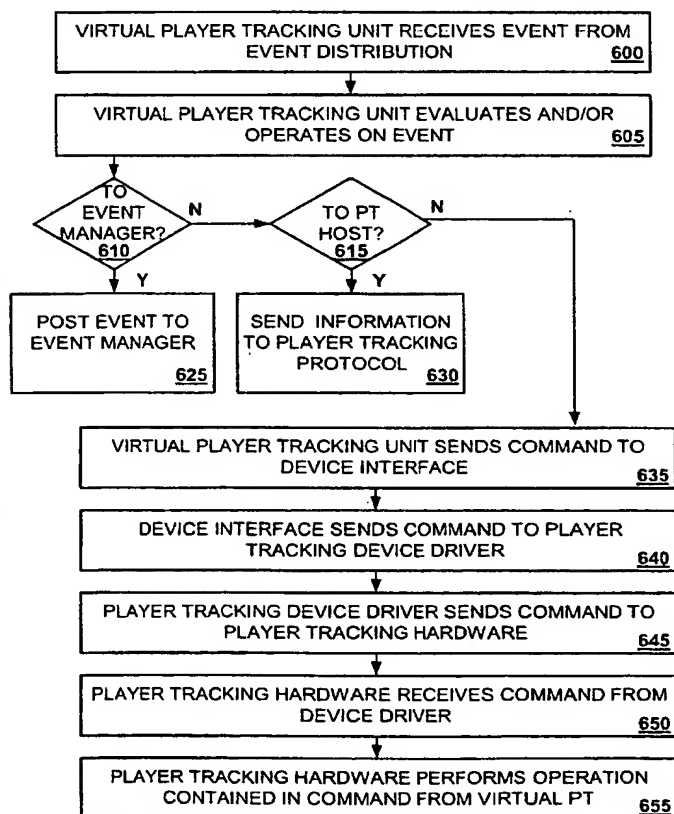 VIRTUAL PLAYER TRACKING UNIT RECEIVES EVENT FROM
EVENT DISTRIBUTION
600
VIRTUAL PLAYER TRACKING UNIT EVALUATES AND/OR
OPERATES ON EVENT
605
TO
EVENT
MANAGER?
610
N
Y
TO PT
HOST?
615
N
Y
POST EVENT TO
EVENT MANAGER
625
SEND INFORMATION
TO PLAYER TRACKING
PROTOCOL
630
VIRTUAL PLAYER TRACKING UNIT SENDS COMMAND TO
DEVICE INTERFACE
635
DEVICE INTERFACE SENDS COMMAND TO PLAYER
TRACKING DEVICE DRIVER
640
PLAYER TRACKING DEVICE DRIVER SENDS COMMAND TO
PLAYER TRACKING HARDWARE
645
PLAYER TRACKING HARDWARE RECEIVES COMMAND FROM
DEVICE DRIVER
650
PLAYER TRACKING HARDWARE PERFORMS OPERATION
CONTAINED IN COMMAND FROM VIRTUAL PT
655